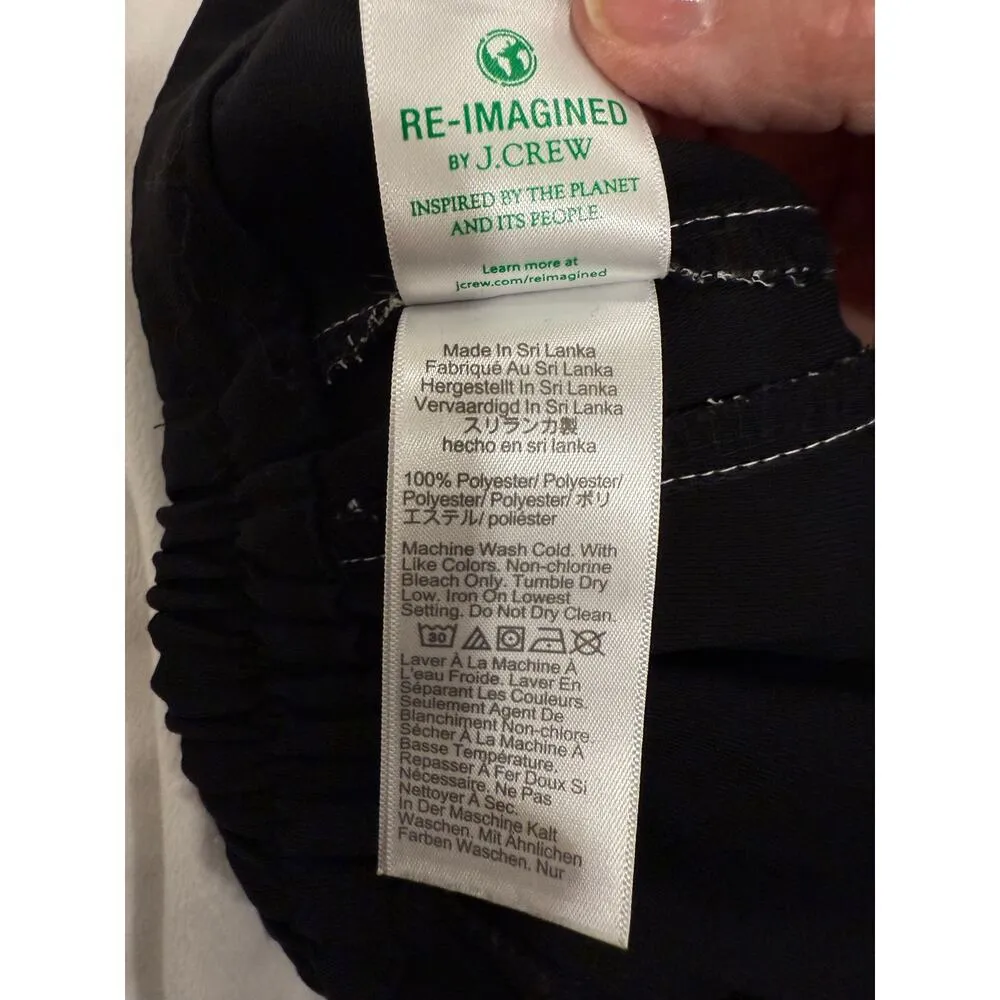 RE-IMAGINED
BY J.CREW
INSPIRED BY THE PLANET
AND ITS PEOPLE.
Learn more at
jcrew.com/reimagined
Made In Sri Lanka
Fabriqué Au Sri Lanka
Hergestellt In Sri Lanka
Vervaardigd In Sri Lanka
スリランカ製
hecho en sri lanka
100% Polyester/ Polyester/
Polyester/ Polyester/ ポリ
エステル/ poliéster
Machine Wash Cold. With
Like Colors. Non-chlorine
Bleach Only. Tumble Dry
Low. Iron On Lowest
Setting. Do Not Dry Clean.
30
Laver À La Machine À
L'eau Froide. Laver En
Séparant Les Couleurs.
Seulement Agent De
Blanchiment Non-chlore.
Sécher À La Machine À
Basse Température.
Repasser À Fer Doux Si
Nécessaire. Ne Pas
Nettoyer À Sec.
In Der Maschine Kalt
Waschen. Mit Ähnlichen
Farben Waschen. Nur